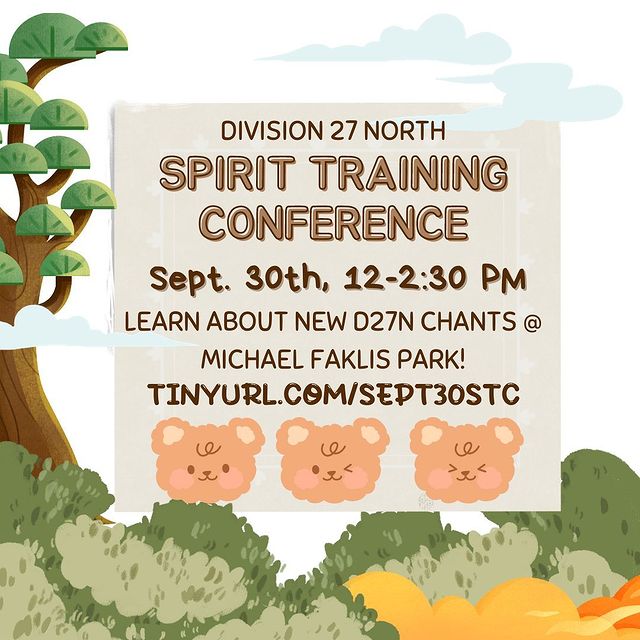 DIVISION 27 NORTH
SPIRIT TRAINING
CONFERENCE
Sept. 30th, 12-2:30 PM
LEARN ABOUT NEW D27N CHANTS @
MICHAEL FAKLIS PARK!
TINYURL.COM/SEPT30STC